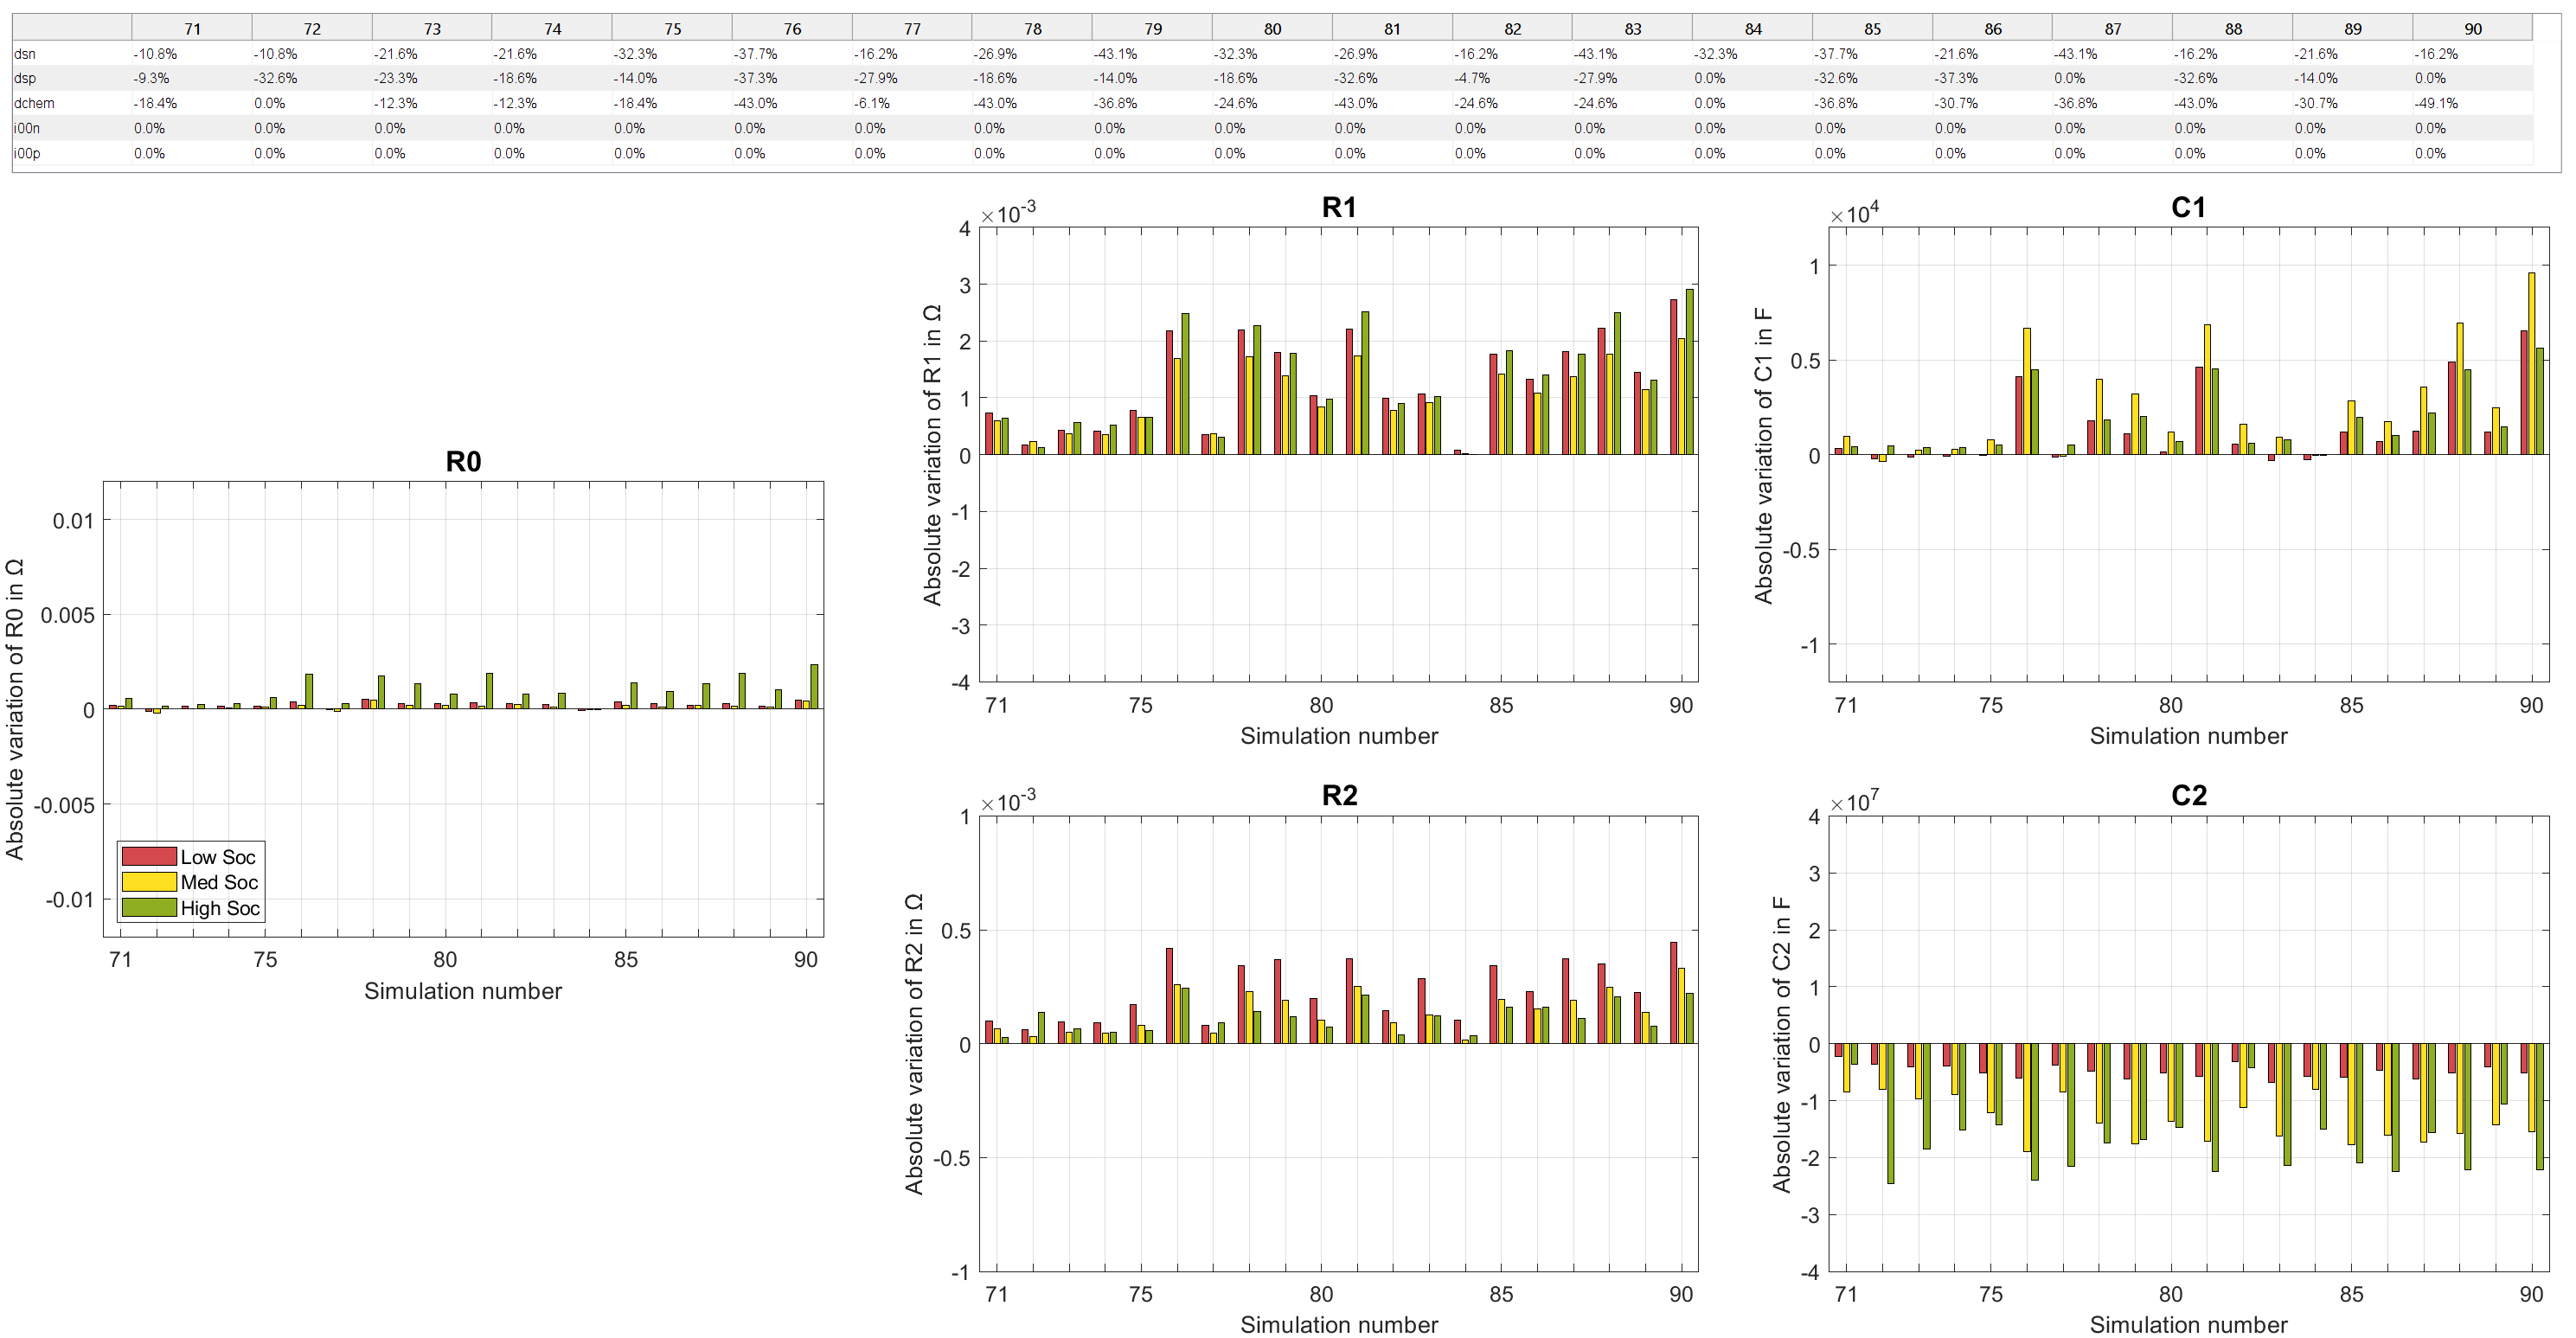 71 72 73 74 75 76 77 78 79 80 81 82 83 84 85 86 87 88 89 90
dsn -10.8% -10.8% -21.6% -21.6% -32.3% -37.7% -16.2% -26.9% -43.1% -32.3% -26.9% -16.2% -43.1% -32.3% -37.7% -21.6% -43.1% -16.2% -21.6% -16.2%
dsp -9.3% -32.6% -23.3% -18.6% -14.0% -37.3% -27.9% -18.6% -14.0% -18.6% -32.6% -4.7% -27.9% 0.0% -32.6% -37.3% 0.0% -32.6% -14.0% 0.0%
dchem -18.4% 0.0% -12.3% -12.3% -18.4% -43.0% -6.1% -43.0% -36.8% -24.6% -43.0% -24.6% -24.6% 0.0% -36.8% -30.7% -36.8% -43.0% -30.7% -49.1%
i00n 0.0% 0.0% 0.0% 0.0% 0.0% 0.0% 0.0% 0.0% 0.0% 0.0% 0.0% 0.0% 0.0% 0.0% 0.0% 0.0% 0.0% 0.0% 0.0% 0.0%
i00p 0.0% 0.0% 0.0% 0.0% 0.0% 0.0% 0.0% 0.0% 0.0% 0.0% 0.0% 0.0% 0.0% 0.0% 0.0% 0.0% 0.0% 0.0% 0.0% 0.0%
R0
Absolute variation of R0 in Ω
0.01
0.005
0
-0.005
-0.01
Low Soc
Med Soc
High Soc
71 75 80 85 90
Simulation number
R1
×10-3
Absolute variation of R1 in Ω
4
3
2
1
0
-1
-2
-3
-4
71 75 80 85 90
Simulation number
C1
×104
Absolute variation of C1 in F
1
0.5
0
-0.5
-1
71 75 80 85 90
Simulation number
R2
×10-3
Absolute variation of R2 in Ω
1
0.5
0
-0.5
-1
71 75 80 85 90
Simulation number
C2
×107
Absolute variation of C2 in F
4
3
2
1
0
-1
-2
-3
-4
71 75 80 85 90
Simulation number